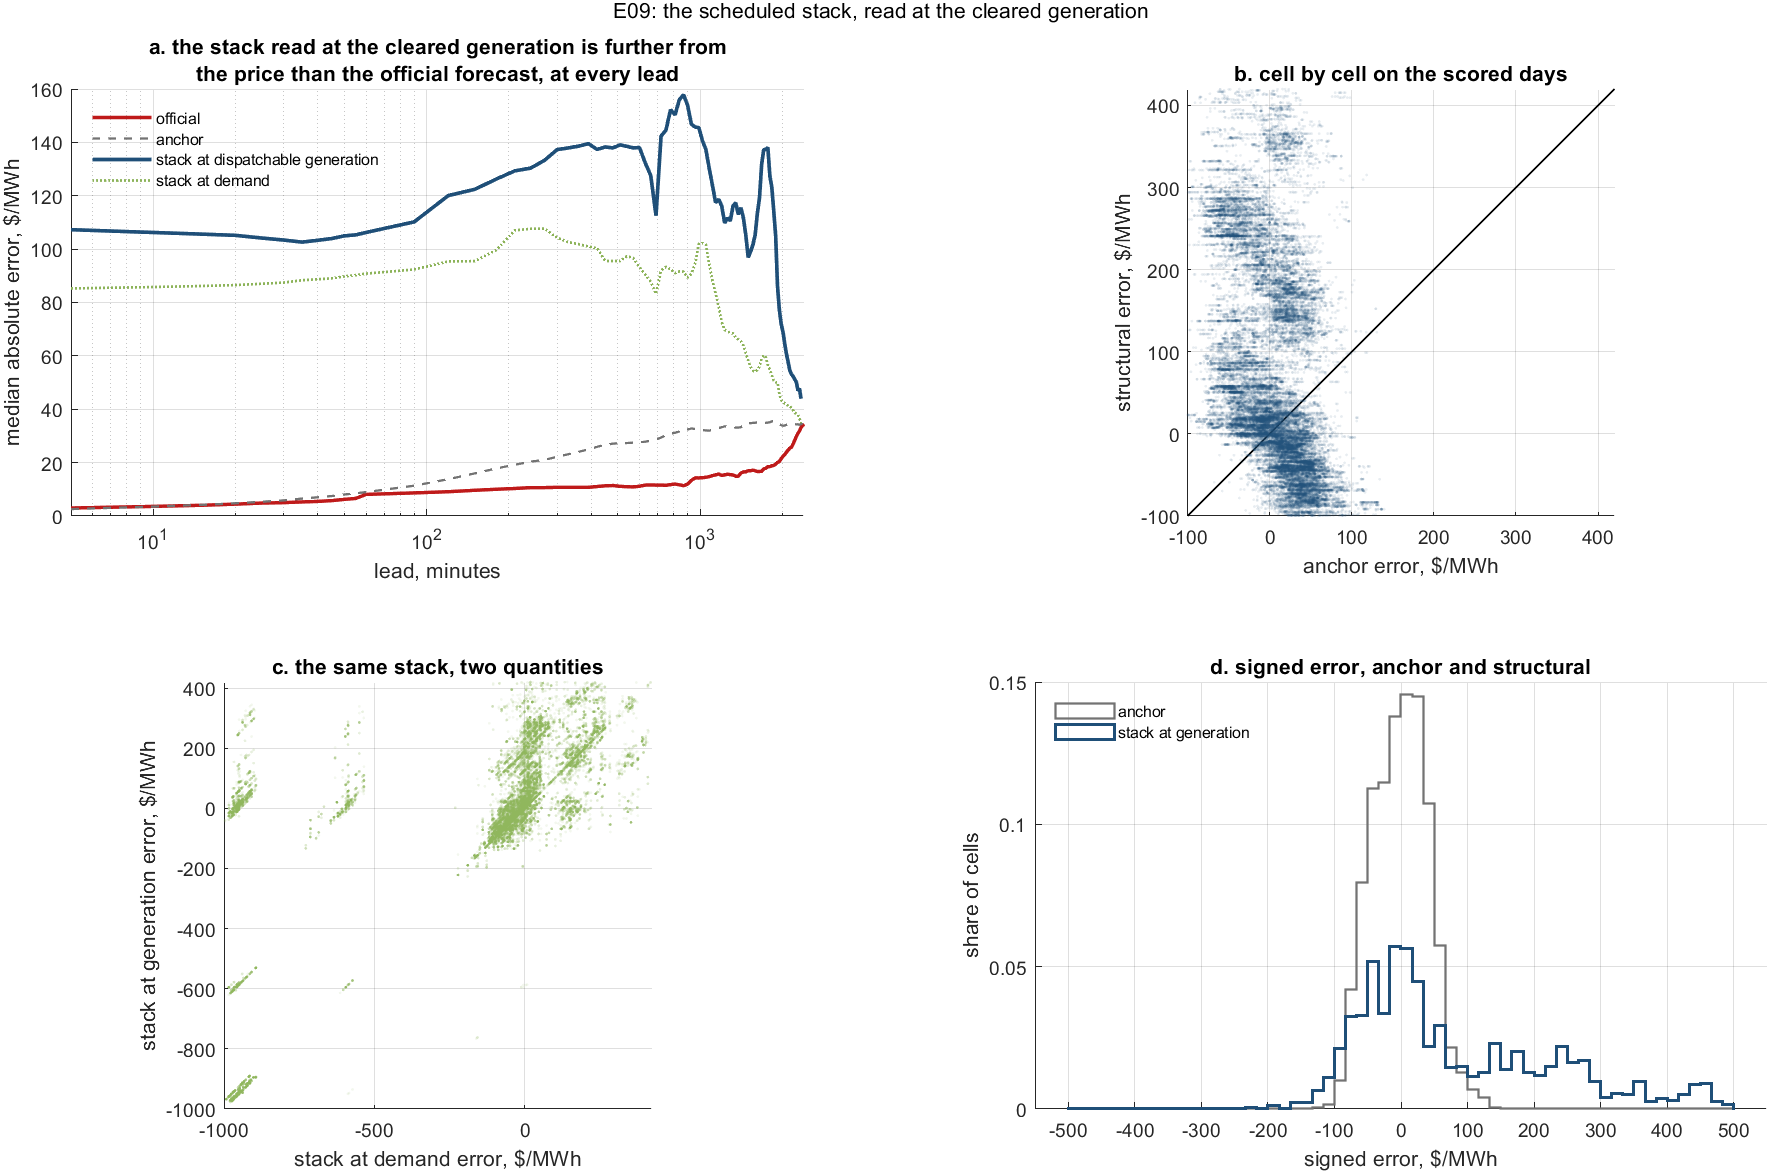 E09: the scheduled stack, read at the cleared generation
a. the stack read at the cleared generation is further from
the price than the official forecast, at every lead
160
140
120
100
80
60
40
20
0
median absolute error, $/MWh
official
anchor
stack at dispatchable generation
stack at demand
10^1
10^2
10^3
lead, minutes
b. cell by cell on the scored days
400
300
200
100
0
-100
structural error, $/MWh
-100
0
100
200
300
400
anchor error, $/MWh
c. the same stack, two quantities
400
200
0
-200
-400
-600
-800
-1000
stack at generation error, $/MWh
-1000
-500
0
stack at demand error, $/MWh
d. signed error, anchor and structural
0.15
0.1
0.05
0
share of cells
anchor
stack at generation
-500
-400
-300
-200
-100
0
100
200
300
400
500
signed error, $/MWh